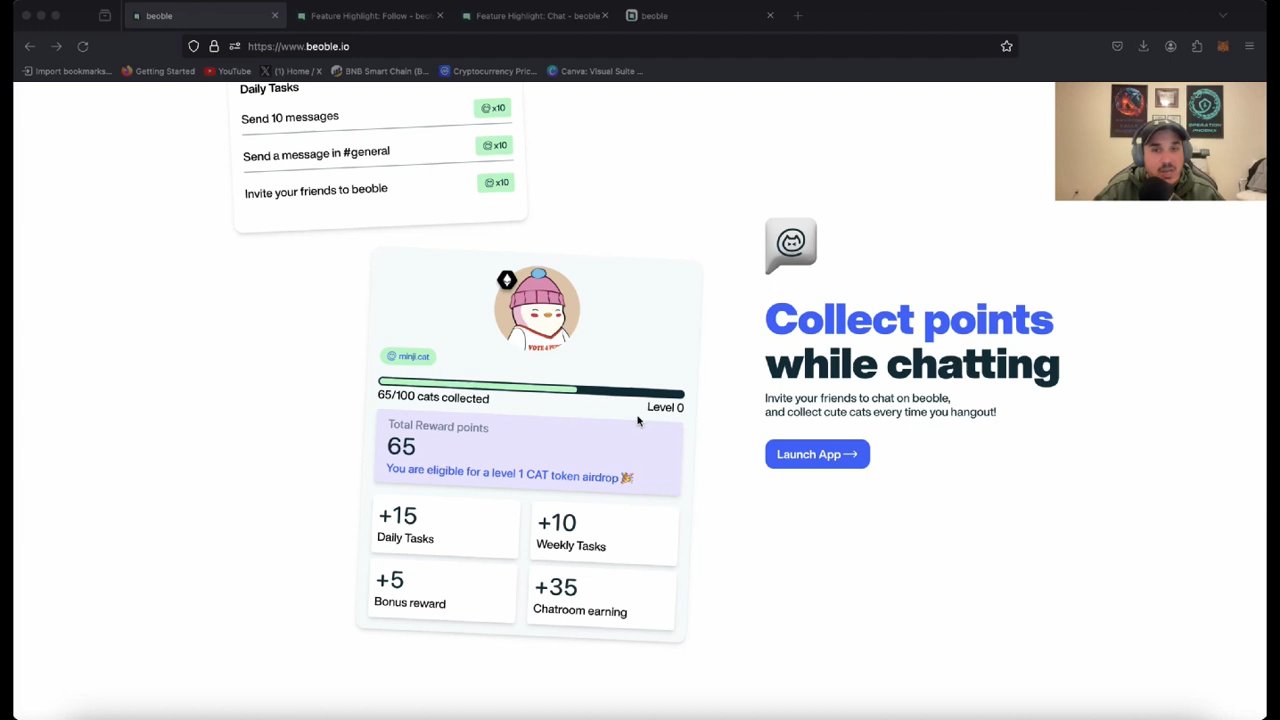 beoble
Feature Highlight: Follow - beo
Feature Highlight: Chat - beoble
beoble
https://www.beoble.io
Import bookmarks...
Getting Started
YouTube
(1) Home / X
BNB Smart Chain (B...
Cryptocurrency Pric...
Canva: Visual Suite ...
Daily Tasks
Send 10 messages
x10
Send a message in #general
x10
Invite your friends to beoble
x10
minji.cat
65/100 cats collected
Level 0
Total Reward points
65
You are eligible for a level 1 CAT token airdrop 🎉
+15
Daily Tasks
+10
Weekly Tasks
+5
Bonus reward
+35
Chatroom earning
Collect points
while chatting
Invite your friends to chat on beoble,
and collect cute cats every time you hangout!
Launch App →